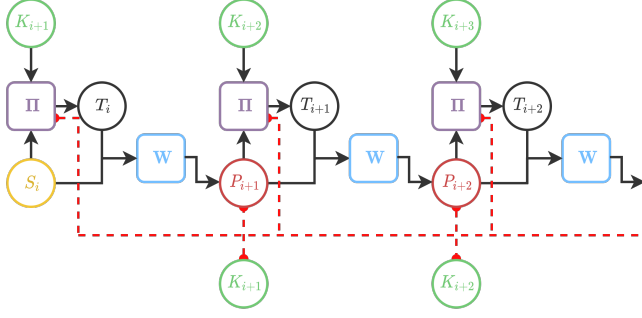 K_{i+1} K_{i+2} K_{i+3}
Π T_i Π T_{i+1} Π T_{i+2}
W W W
S_i P_{i+1} P_{i+2}
K_{i+1} K_{i+2}